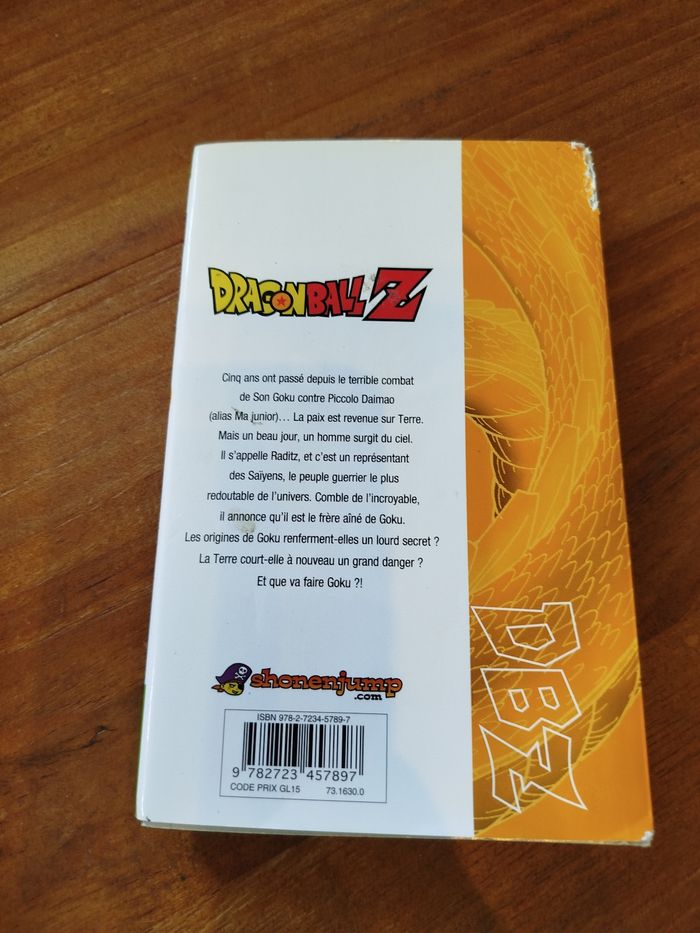 DRAGONBALL Z
Cinq ans ont passé depuis le terrible combat
de Son Goku contre Piccolo Daimao
(alias Ma junior)... La paix est revenue sur Terre.
Mais un beau jour, un homme surgit du ciel.
Il s'appelle Raditz, et c'est un représentant
des Saïyens, le peuple guerrier le plus
redoutable de l'univers. Comble de l'incroyable,
il annonce qu'il est le frère aîné de Goku.
Les origines de Goku renferment-elles un lourd secret ?
La Terre court-elle à nouveau un grand danger ?
Et que va faire Goku ?!
shonenjump
.com
ISBN 978-2-7234-5789-7
9 782723 457897
CODE PRIX GL15 73.1630.0
DBZ